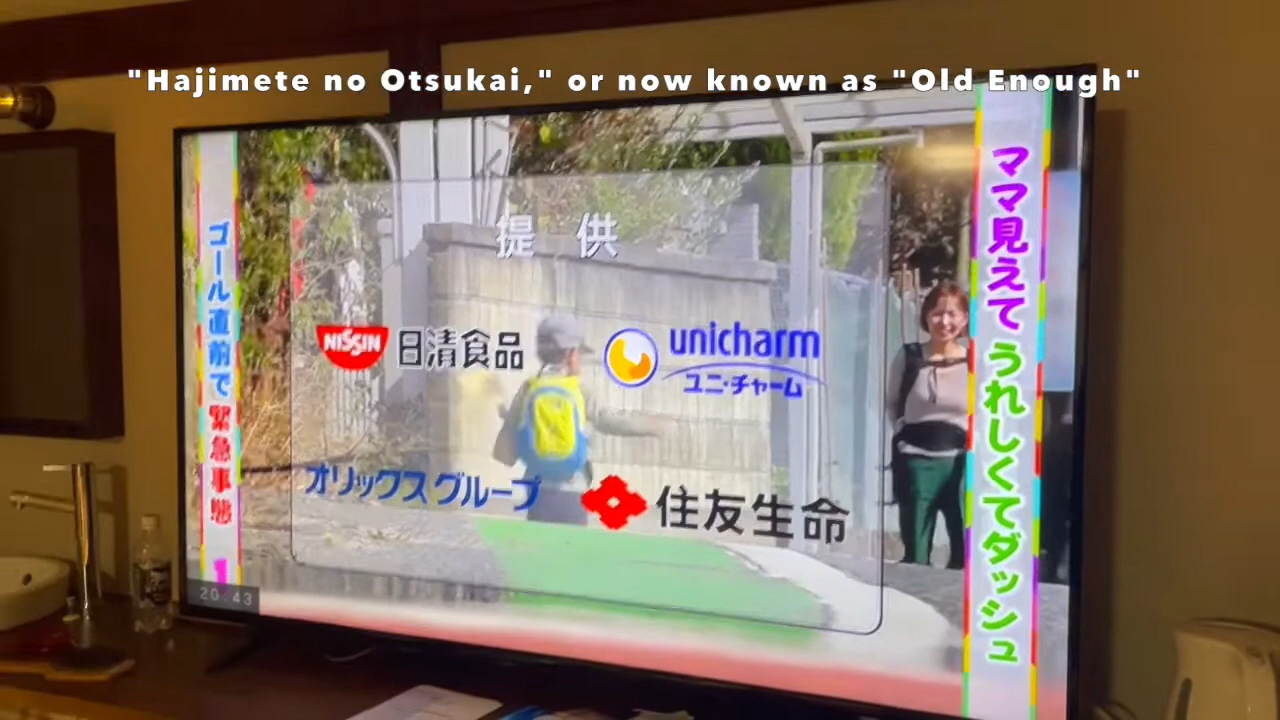 "Hajimete no Otsukai," or now known as "Old Enough"
ママ見えて うれしくてダッシュ
ゴール直前で 緊急事態
提 供
NISSIN 日清食品
unicharm
ユニ・チャーム
オリックスグループ
住友生命
20:43